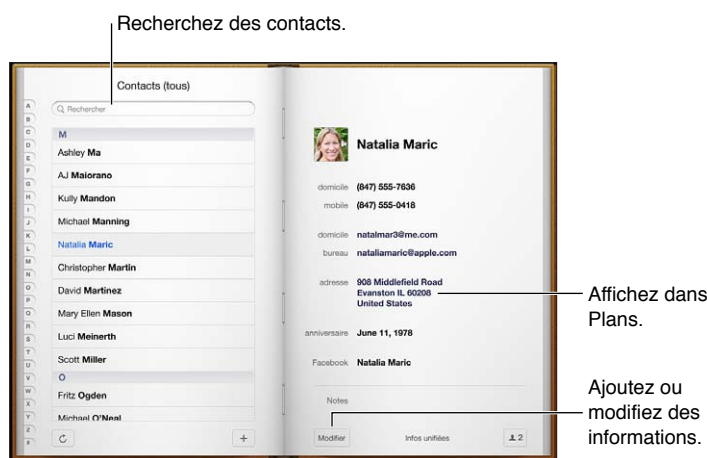 Recherchez des contacts.
Contacts (tous)
Rechercher
A
B
C
D
E
F
G
H
I
J
K
L
M
N
O
P
Q
R
S
T
U
V
W
X
Y
Z
#
M
Ashley Ma
AJ Maiorano
Kully Mandon
Michael Manning
Natalia Maric
Christopher Martin
David Martinez
Mary Ellen Mason
Luci Meinerth
Scott Miller
O
Fritz Ogden
Michael O'Neal
+
Natalia Maric
domicile (847) 555-7636
mobile (847) 555-0418
domicile natalmar3@me.com
bureau nataliamaric@apple.com
adresse 908 Middlefield Road
Evanston IL 60208
United States
anniversaire June 11, 1978
Facebook Natalia Maric
Notes
Modifier Infos unifiées 2
Affichez dans
Plans.
Ajoutez ou
modifiez des
informations.